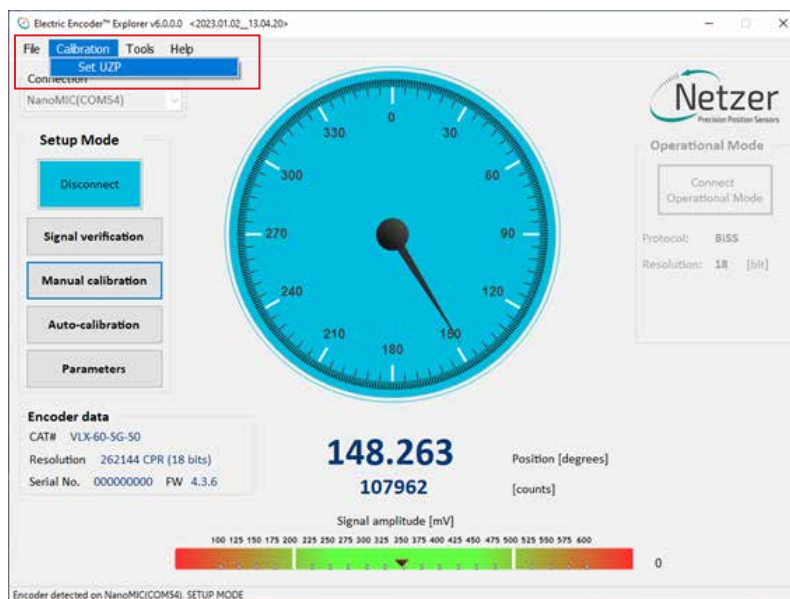 Electric Encoder™ Explorer v6.0.0.0 <2023.01.02__13.04.20>
File Calibration Tools Help
Set UZP
Connection
NanoMIC(COM54)
Setup Mode
Disconnect
Signal verification
Manual calibration
Auto-calibration
Parameters
0
30
60
90
120
150
180
210
240
270
300
330
Netzer
Precision Position Sensors
Operational Mode
Connect
Operational Mode
Protocol: BiSS
Resolution: 18 [bit]
Encoder data
CAT# VLX-60-SG-S0
Resolution 262144 CPR (18 bits)
Serial No. 000000000 FW 4.3.6
148.263 Position [degrees]
107962 [counts]
Signal amplitude [mV]
100 125 150 175 200 225 250 275 300 325 350 375 400 425 450 475 500 525 550 575 600
0
Encoder detected on NanoMIC(COM54). SETUP MODE